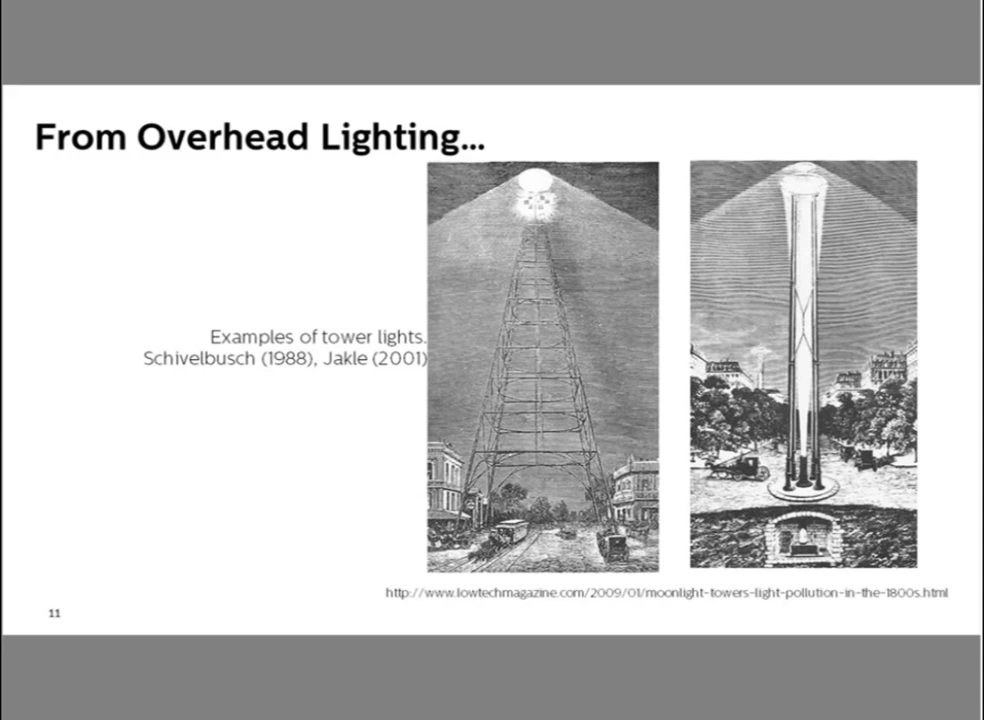 From Overhead Lighting...
Examples of tower lights.
Schivelbusch (1988), Jakle (2001)
http://www.lowtechmagazine.com/2009/01/moonlight-towers-light-pollution-in-the-1800s.html
11